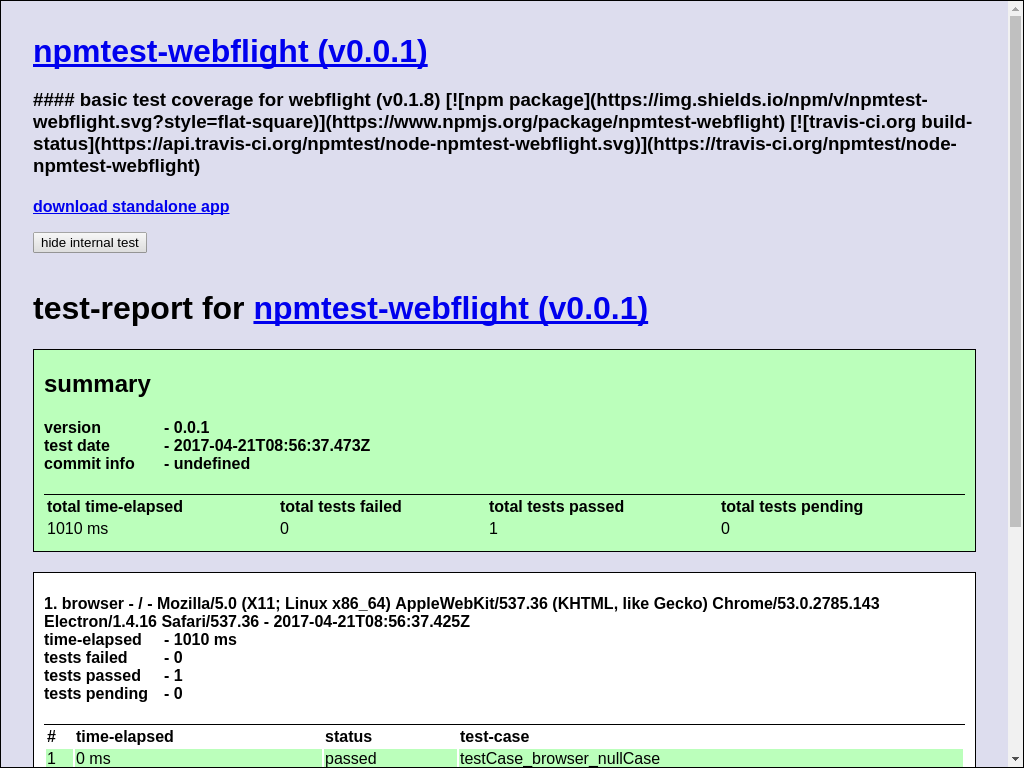 npmtest-webflight (v0.0.1)
#### basic test coverage for webflight (v0.1.8) [![npm package](https://img.shields.io/npm/v/npmtest-
webflight.svg?style=flat-square)](https://www.npmjs.org/package/npmtest-webflight) [![travis-ci.org build-
status](https://api.travis-ci.org/npmtest/node-npmtest-webflight.svg)](https://travis-ci.org/npmtest/node-
npmtest-webflight)
download standalone app
hide internal test
test-report for npmtest-webflight (v0.0.1)
summary
version - 0.0.1
test date - 2017-04-21T08:56:37.473Z
commit info - undefined
total time-elapsed total tests failed total tests passed total tests pending
1010 ms 0 1 0
1. browser - / - Mozilla/5.0 (X11; Linux x86_64) AppleWebKit/537.36 (KHTML, like Gecko) Chrome/53.0.2785.143
Electron/1.4.16 Safari/537.36 - 2017-04-21T08:56:37.425Z
time-elapsed - 1010 ms
tests failed - 0
tests passed - 1
tests pending - 0
# time-elapsed status test-case
1 0 ms passed testCase_browser_nullCase